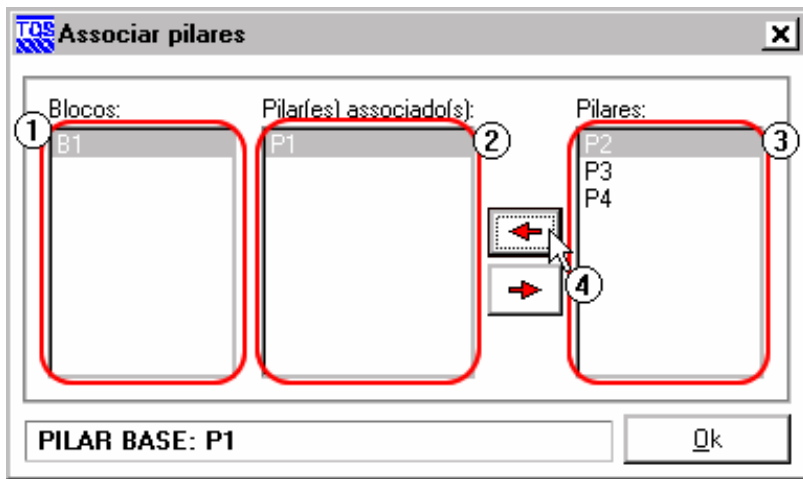 TQS Associar pilares
Blocos: Pilar(es) associado(s): Pilares:
1 B1 P1 2 P2 3
P3
P4
4
PILAR BASE: P1 Ok